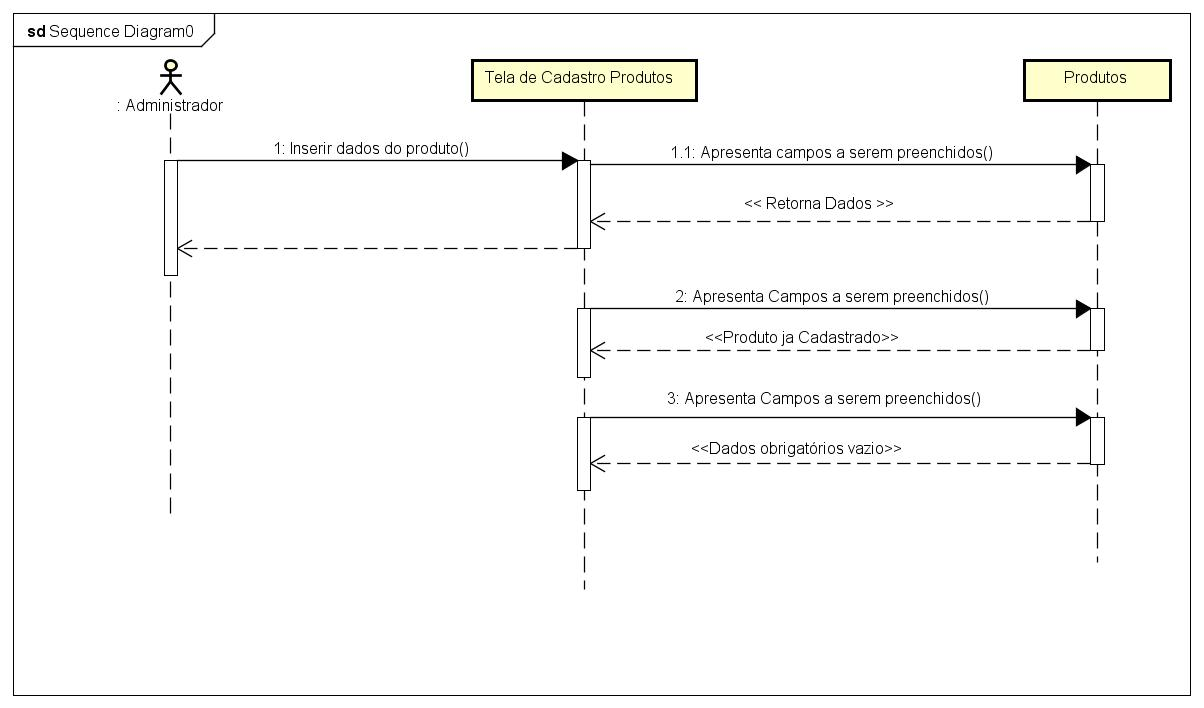 sd Sequence Diagram0
: Administrador
Tela de Cadastro Produtos
Produtos
1: Inserir dados do produto()
1.1: Apresenta campos a serem preenchidos()
<< Retorna Dados >>
2: Apresenta Campos a serem preenchidos()
<<Produto ja Cadastrado>>
3: Apresenta Campos a serem preenchidos()
<<Dados obrigatórios vazio>>